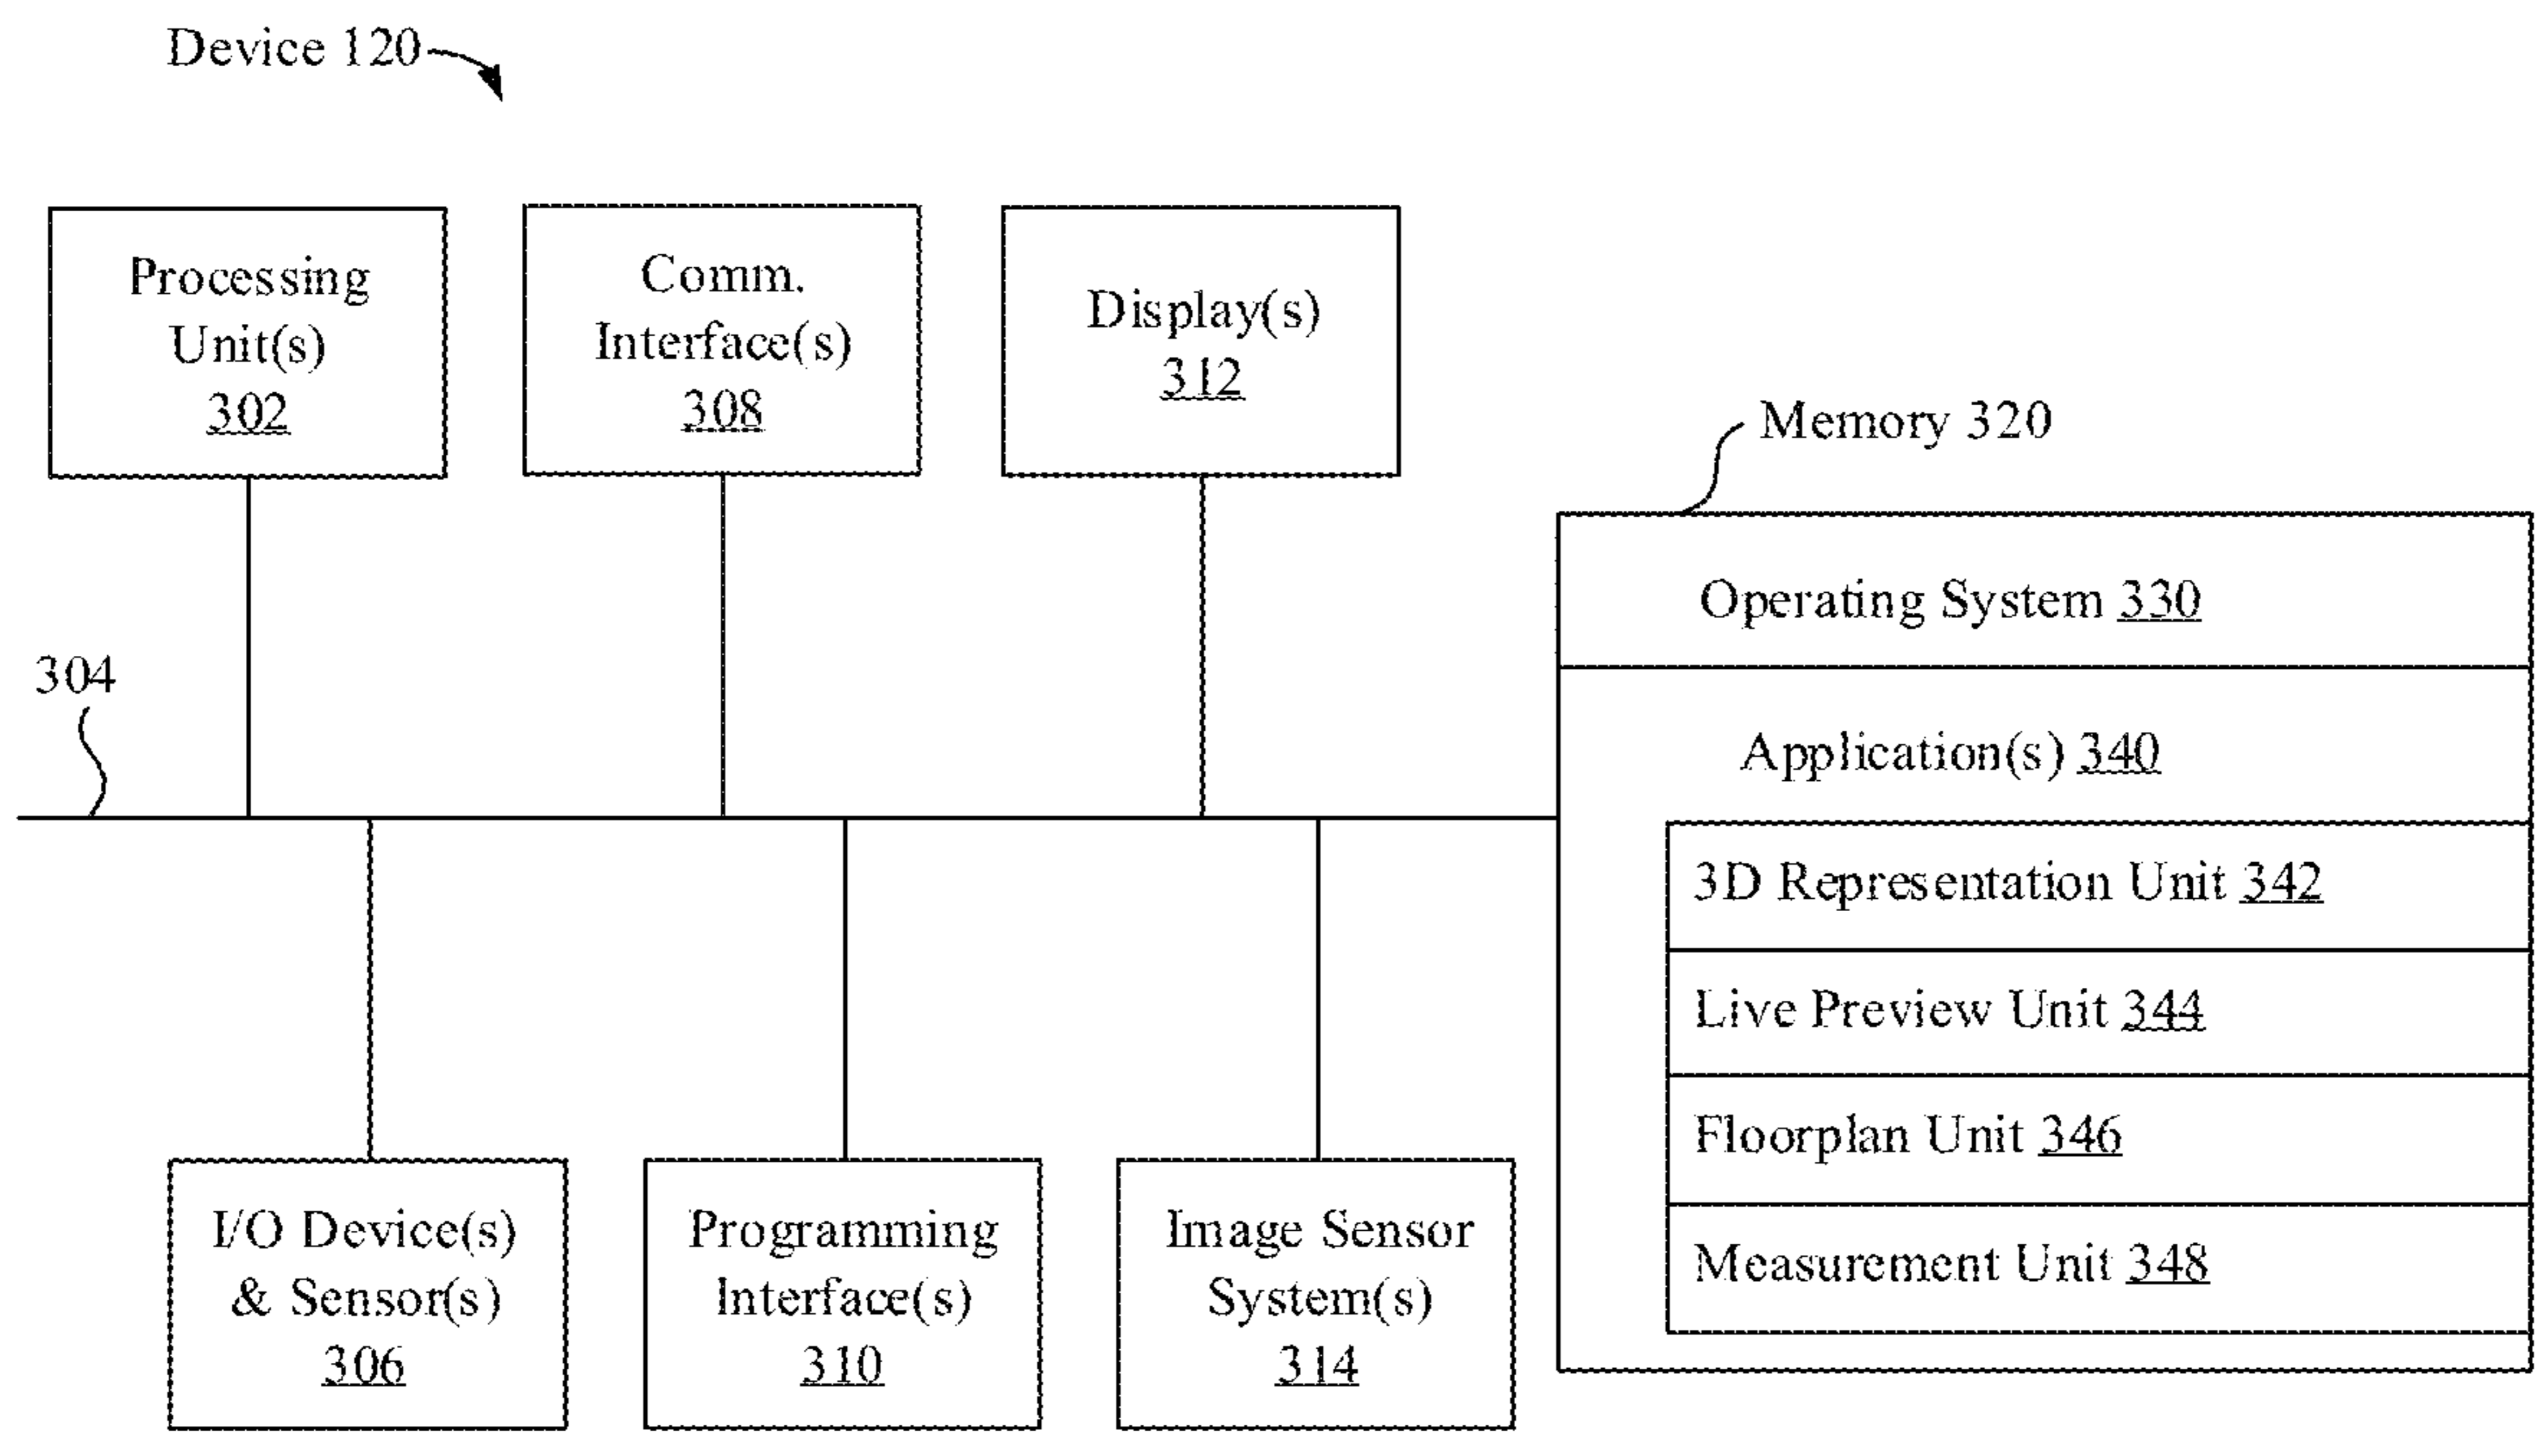 Device 120
Processing
Unit(s)
302
Comm.
Interface(s)
308
Display(s)
312
Memory 320
Operating System 330
Application(s) 340
3D Representation Unit 342
Live Preview Unit 344
Floorplan Unit 346
Measurement Unit 348
304
I/O Device(s)
& Sensor(s)
306
Programming
Interface(s)
310
Image Sensor
System(s)
314